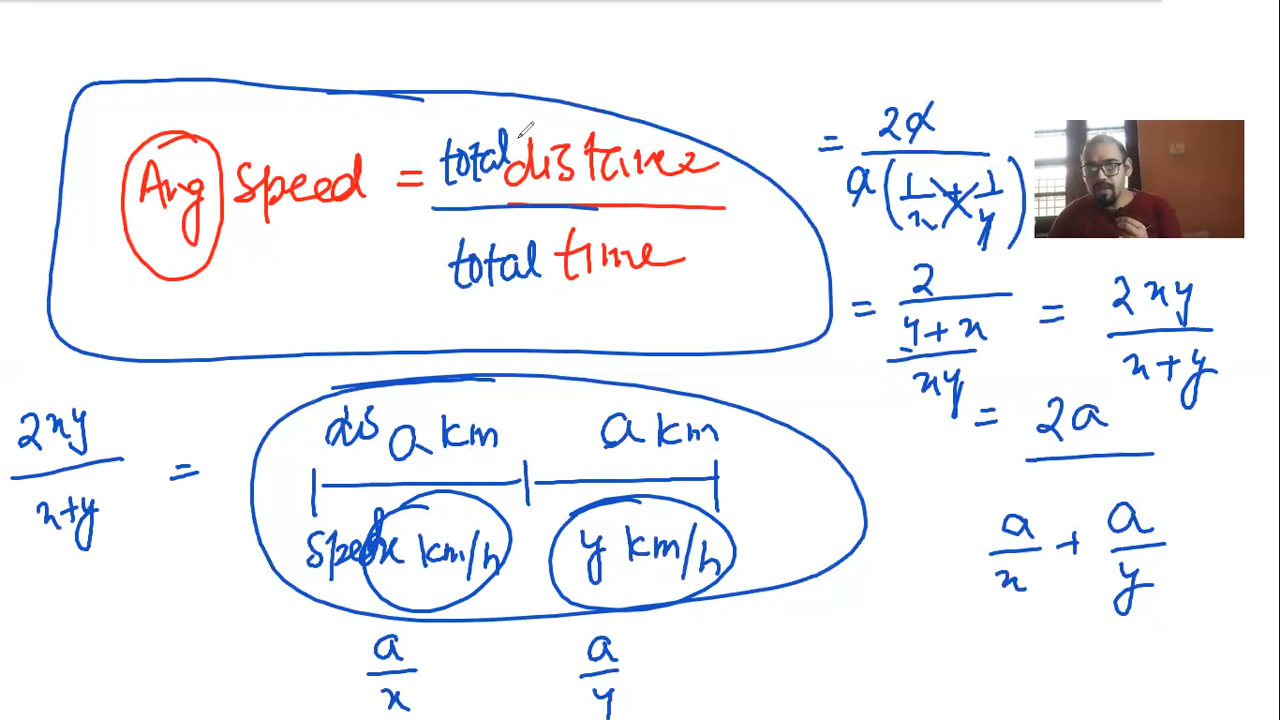 Avg speed = total distance / total time
= 2a / a(1/x + 1/y)
= 2 / (y+x / xy) = 2xy / x+y
= 2a / (a/x + a/y)
2xy / x+y =
dis a km a km
speed x km/h y km/h
a/x a/y